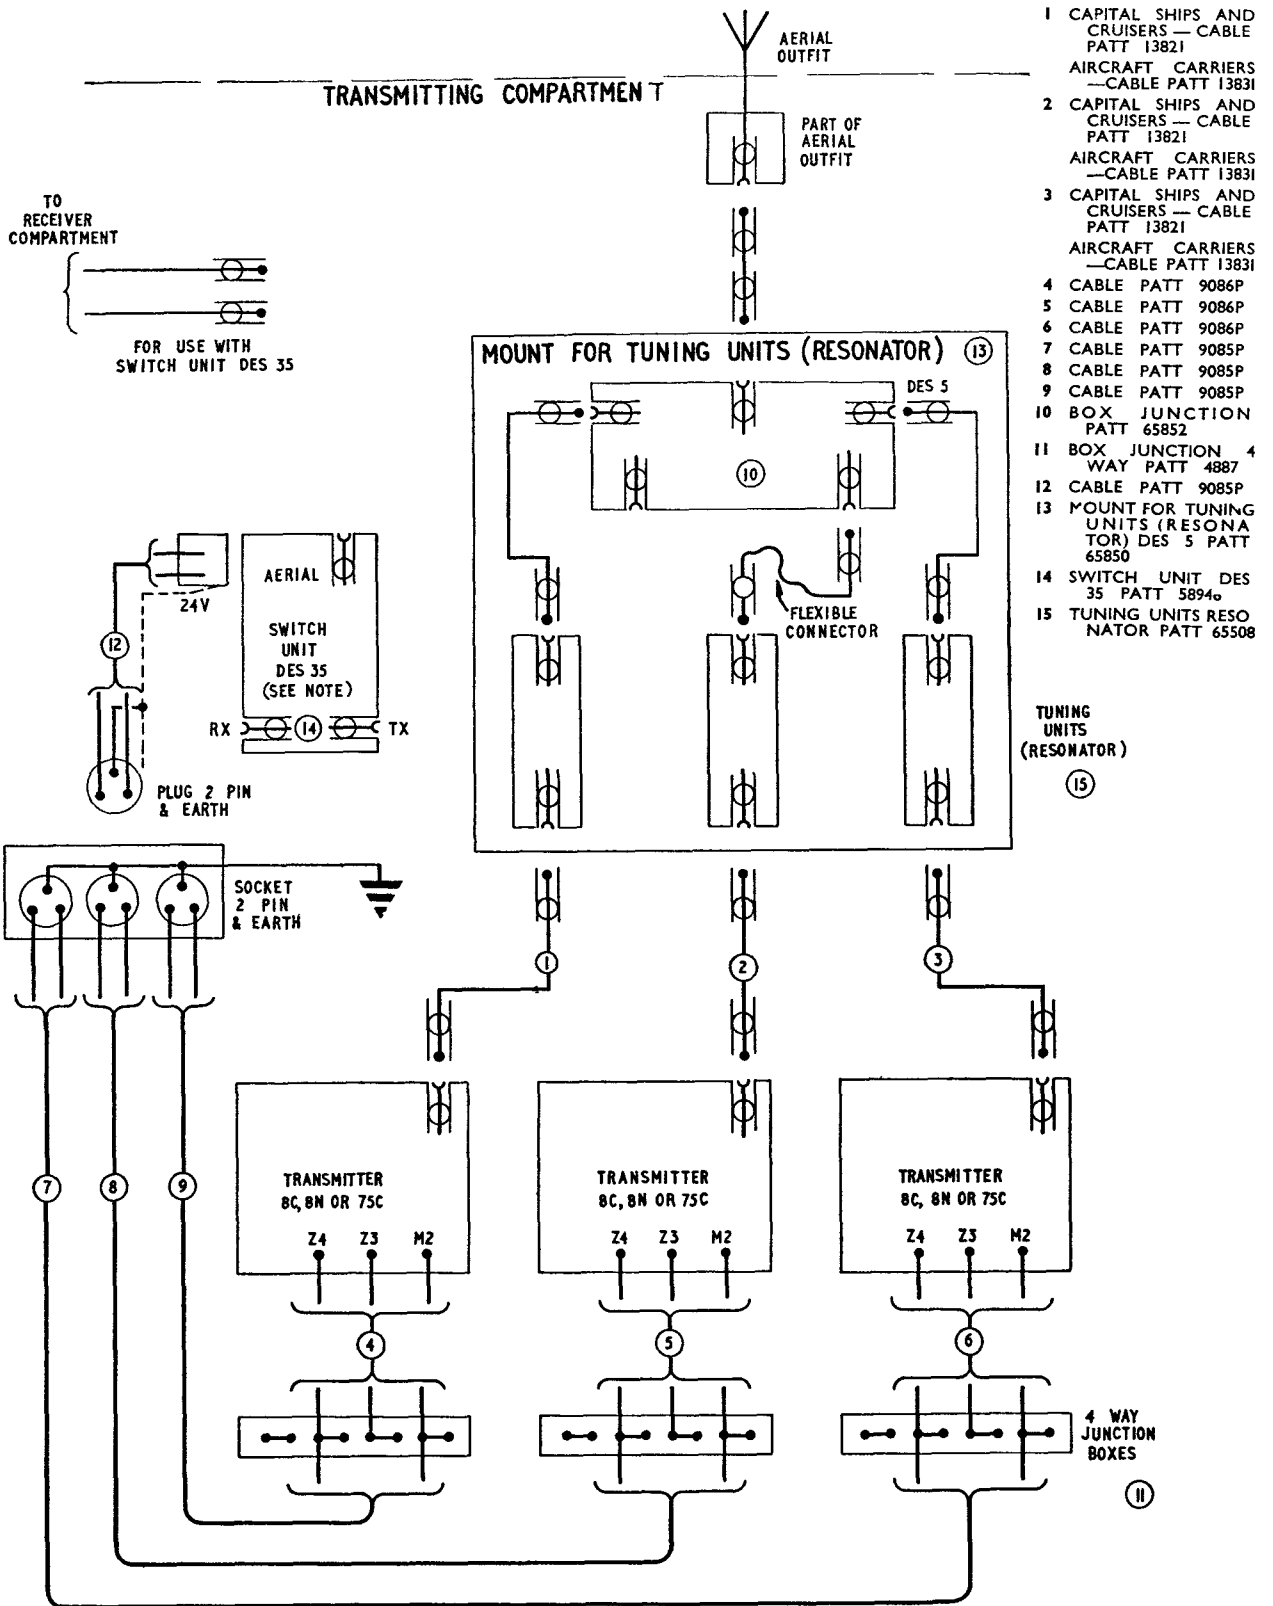 AERIAL
OUTFIT
TRANSMITTING COMPARTMENT
PART OF
AERIAL
OUTFIT
TO
RECEIVER
COMPARTMENT
FOR USE WITH
SWITCH UNIT DES 35
MOUNT FOR TUNING UNITS (RESONATOR) 13
DES 5
10
24V
AERIAL
SWITCH
UNIT
DES 35
(SEE NOTE)
RX 14 TX
12
PLUG 2 PIN
& EARTH
FLEXIBLE
CONNECTOR
TUNING
UNITS
(RESONATOR)
15
SOCKET
2 PIN
& EARTH
1 2 3
TRANSMITTER
8C, 8N OR 75C
Z4 Z3 M2
TRANSMITTER
8C, 8N OR 75C
Z4 Z3 M2
TRANSMITTER
8C, 8N OR 75C
Z4 Z3 M2
7 8 9
4 5 6
4 WAY
JUNCTION
BOXES
11
1 CAPITAL SHIPS AND
CRUISERS — CABLE
PATT 13821
AIRCRAFT CARRIERS
—CABLE PATT 13831
2 CAPITAL SHIPS AND
CRUISERS — CABLE
PATT 13821
AIRCRAFT CARRIERS
—CABLE PATT 13831
3 CAPITAL SHIPS AND
CRUISERS — CABLE
PATT 13821
AIRCRAFT CARRIERS
—CABLE PATT 13831
4 CABLE PATT 9086P
5 CABLE PATT 9086P
6 CABLE PATT 9086P
7 CABLE PATT 9085P
8 CABLE PATT 9085P
9 CABLE PATT 9085P
10 BOX JUNCTION
PATT 65852
11 BOX JUNCTION 4
WAY PATT 4887
12 CABLE PATT 9085P
13 MOUNT FOR TUNING
UNITS (RESONA
TOR) DES 5 PATT
65850
14 SWITCH UNIT DES
35 PATT
15 TUNING UNITS RESO
NATOR PATT 65508